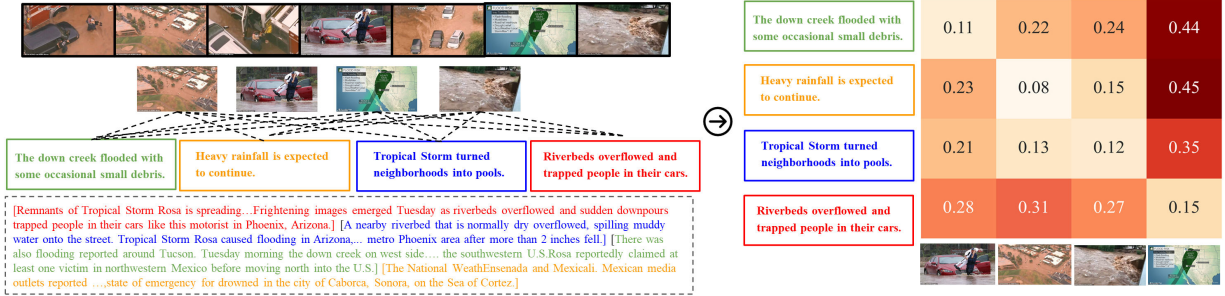 The down creek flooded with
some occasional small debris.
Heavy rainfall is expected
to continue.
Tropical Storm turned
neighborhoods into pools.
Riverbeds overflowed and
trapped people in their cars.
[Remnants of Tropical Storm Rosa is spreading…Frightening images emerged Tuesday as riverbeds overflowed and sudden downpours
trapped people in their cars like this motorist in Phoenix, Arizona.] [A nearby riverbed that is normally dry overflowed, spilling muddy
water onto the street. Tropical Storm Rosa caused flooding in Arizona,... metro Phoenix area after more than 2 inches fell.] [There was
also flooding reported around Tucson. Tuesday morning the down creek on west side…. the southwestern U.S.Rosa reportedly claimed at
least one victim in northwestern Mexico before moving north into the U.S.] [The National WeathEnsenada and Mexicali. Mexican media
outlets reported …,state of emergency for drowned in the city of Caborca, Sonora, on the Sea of Cortez.]
The down creek flooded with
some occasional small debris.
0.11 0.22 0.24 0.44
Heavy rainfall is expected
to continue.
0.23 0.08 0.15 0.45
Tropical Storm turned
neighborhoods into pools.
0.21 0.13 0.12 0.35
Riverbeds overflowed and
trapped people in their cars.
0.28 0.31 0.27 0.15